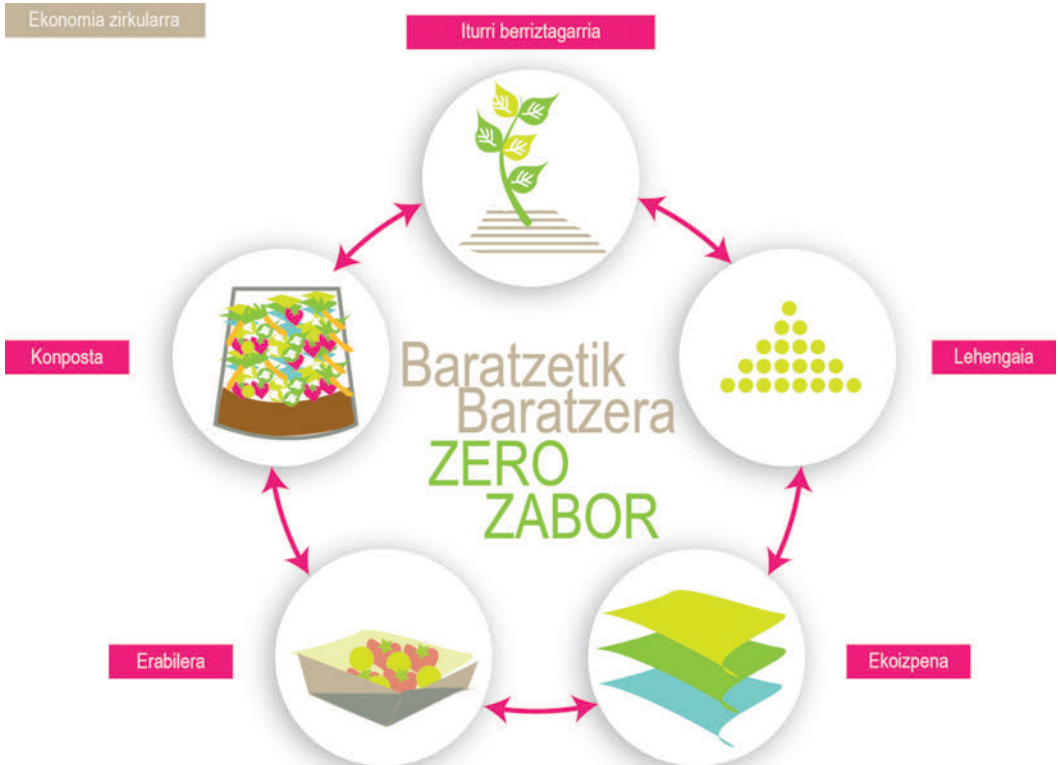 Ekonomia zirkularra
Iturri berriztagarria
Konposta
Lehengaia
Baratzetik
Baratzera
ZERO
ZABOR
Erabilera
Ekoizpena